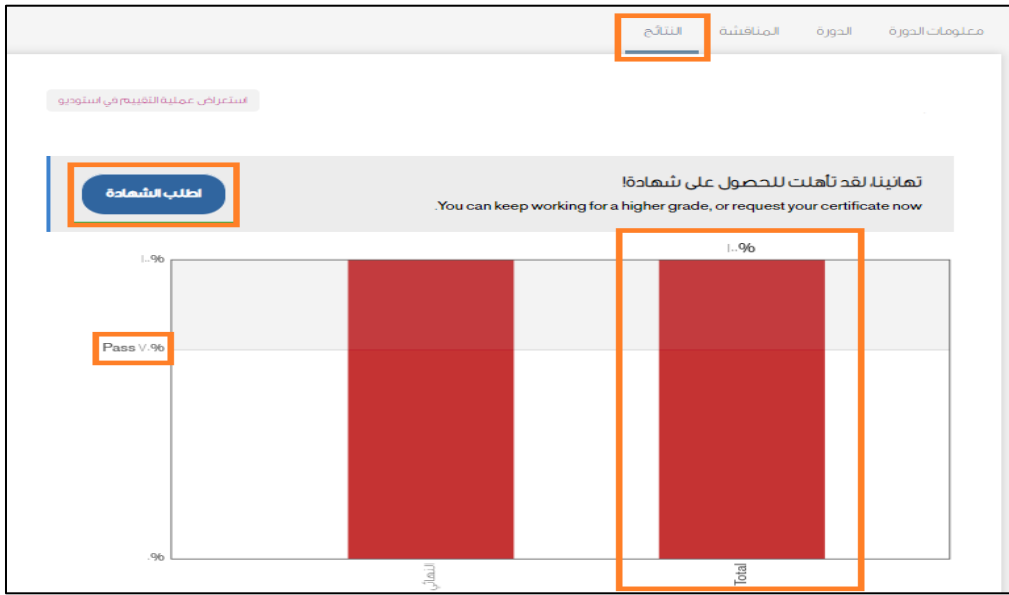 معلومات الدورة
الدورة
المناقشة
النتائج
استعراض عملية التقييم في استوديو
تهانينا، لقد تأهلت للحصول على شهادة!
You can keep working for a higher grade, or request your certificate now.
اطلب الشهادة
١٠٠%
١٠٠%
Pass ٧٠%
٠%
النهائي
Total